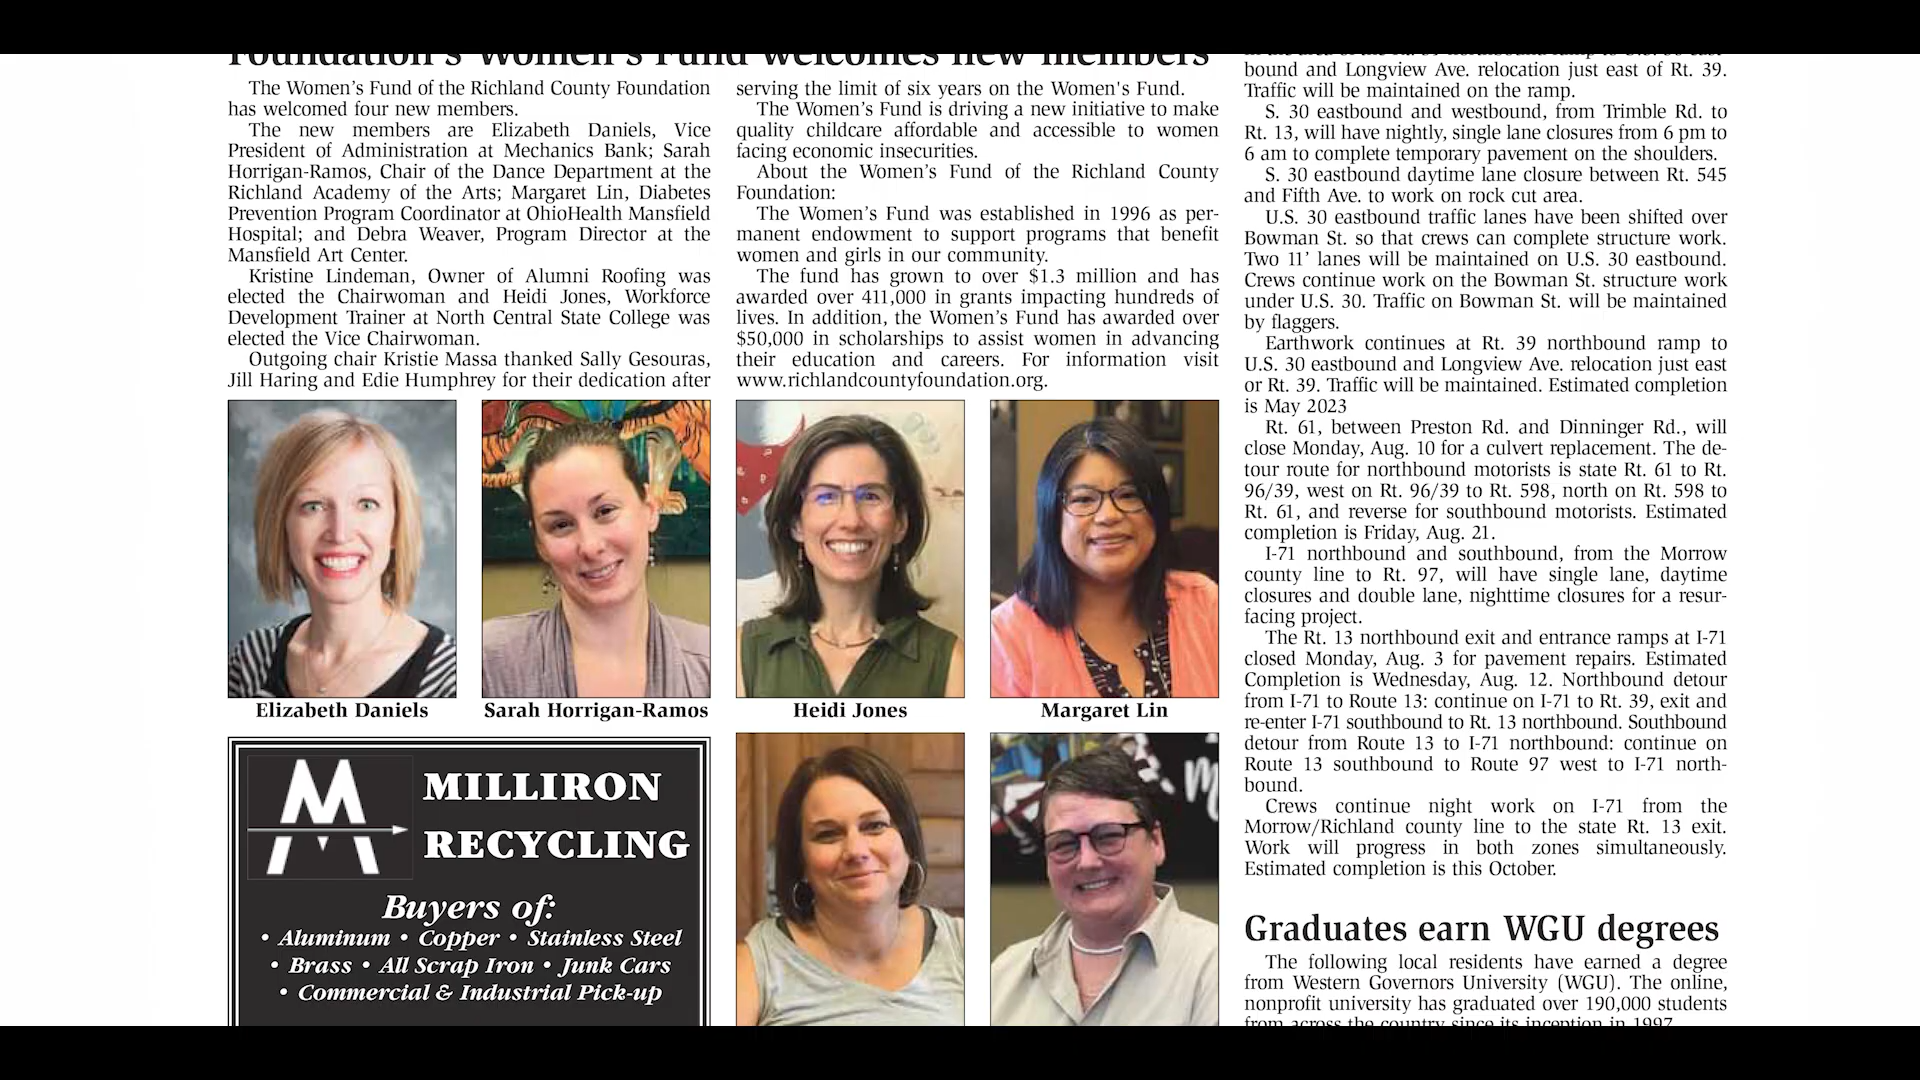 Foundation's Women's Fund welcomes new members
The Women's Fund of the Richland County Foundation
has welcomed four new members.
The new members are Elizabeth Daniels, Vice
President of Administration at Mechanics Bank; Sarah
Horrigan-Ramos, Chair of the Dance Department at the
Richland Academy of the Arts; Margaret Lin, Diabetes
Prevention Program Coordinator at OhioHealth Mansfield
Hospital; and Debra Weaver, Program Director at the
Mansfield Art Center.
Kristine Lindeman, Owner of Alumni Roofing was
elected the Chairwoman and Heidi Jones, Workforce
Development Trainer at North Central State College was
elected the Vice Chairwoman.
Outgoing chair Kristie Massa thanked Sally Gesouras,
Jill Haring and Edie Humphrey for their dedication after
serving the limit of six years on the Women's Fund.
The Women's Fund is driving a new initiative to make
quality childcare affordable and accessible to women
facing economic insecurities.
About the Women's Fund of the Richland County
Foundation:
The Women's Fund was established in 1996 as per-
manent endowment to support programs that benefit
women and girls in our community.
The fund has grown to over $1.3 million and has
awarded over 411,000 in grants impacting hundreds of
lives. In addition, the Women's Fund has awarded over
$50,000 in scholarships to assist women in advancing
their education and careers. For information visit
www.richlandcountyfoundation.org.
Elizabeth Daniels
Sarah Horrigan-Ramos
Heidi Jones
Margaret Lin
MILLIRON
RECYCLING
Buyers of:
• Aluminum • Copper • Stainless Steel
• Brass • All Scrap Iron • Junk Cars
• Commercial & Industrial Pick-up
bound and Longview Ave. relocation just east of Rt. 39.
Traffic will be maintained on the ramp.
S. 30 eastbound and westbound, from Trimble Rd. to
Rt. 13, will have nightly, single lane closures from 6 pm to
6 am to complete temporary pavement on the shoulders.
S. 30 eastbound daytime lane closure between Rt. 545
and Fifth Ave. to work on rock cut area.
U.S. 30 eastbound traffic lanes have been shifted over
Bowman St. so that crews can complete structure work.
Two 11' lanes will be maintained on U.S. 30 eastbound.
Crews continue work on the Bowman St. structure work
under U.S. 30. Traffic on Bowman St. will be maintained
by flaggers.
Earthwork continues at Rt. 39 northbound ramp to
U.S. 30 eastbound and Longview Ave. relocation just east
or Rt. 39. Traffic will be maintained. Estimated completion
is May 2023
Rt. 61, between Preston Rd. and Dinninger Rd., will
close Monday, Aug. 10 for a culvert replacement. The de-
tour route for northbound motorists is state Rt. 61 to Rt.
96/39, west on Rt. 96/39 to Rt. 598, north on Rt. 598 to
Rt. 61, and reverse for southbound motorists. Estimated
completion is Friday, Aug. 21.
I-71 northbound and southbound, from the Morrow
county line to Rt. 97, will have single lane, daytime
closures and double lane, nighttime closures for a resur-
facing project.
The Rt. 13 northbound exit and entrance ramps at I-71
closed Monday, Aug. 3 for pavement repairs. Estimated
Completion is Wednesday, Aug. 12. Northbound detour
from I-71 to Route 13: continue on I-71 to Rt. 39, exit and
re-enter I-71 southbound to Rt. 13 northbound. Southbound
detour from Route 13 to I-71 northbound: continue on
Route 13 southbound to Route 97 west to I-71 north-
bound.
Crews continue night work on I-71 from the
Morrow/Richland county line to the state Rt. 13 exit.
Work will progress in both zones simultaneously.
Estimated completion is this October.
Graduates earn WGU degrees
The following local residents have earned a degree
from Western Governors University (WGU). The online,
nonprofit university has graduated over 190,000 students
from across the country since its inception in 1997.